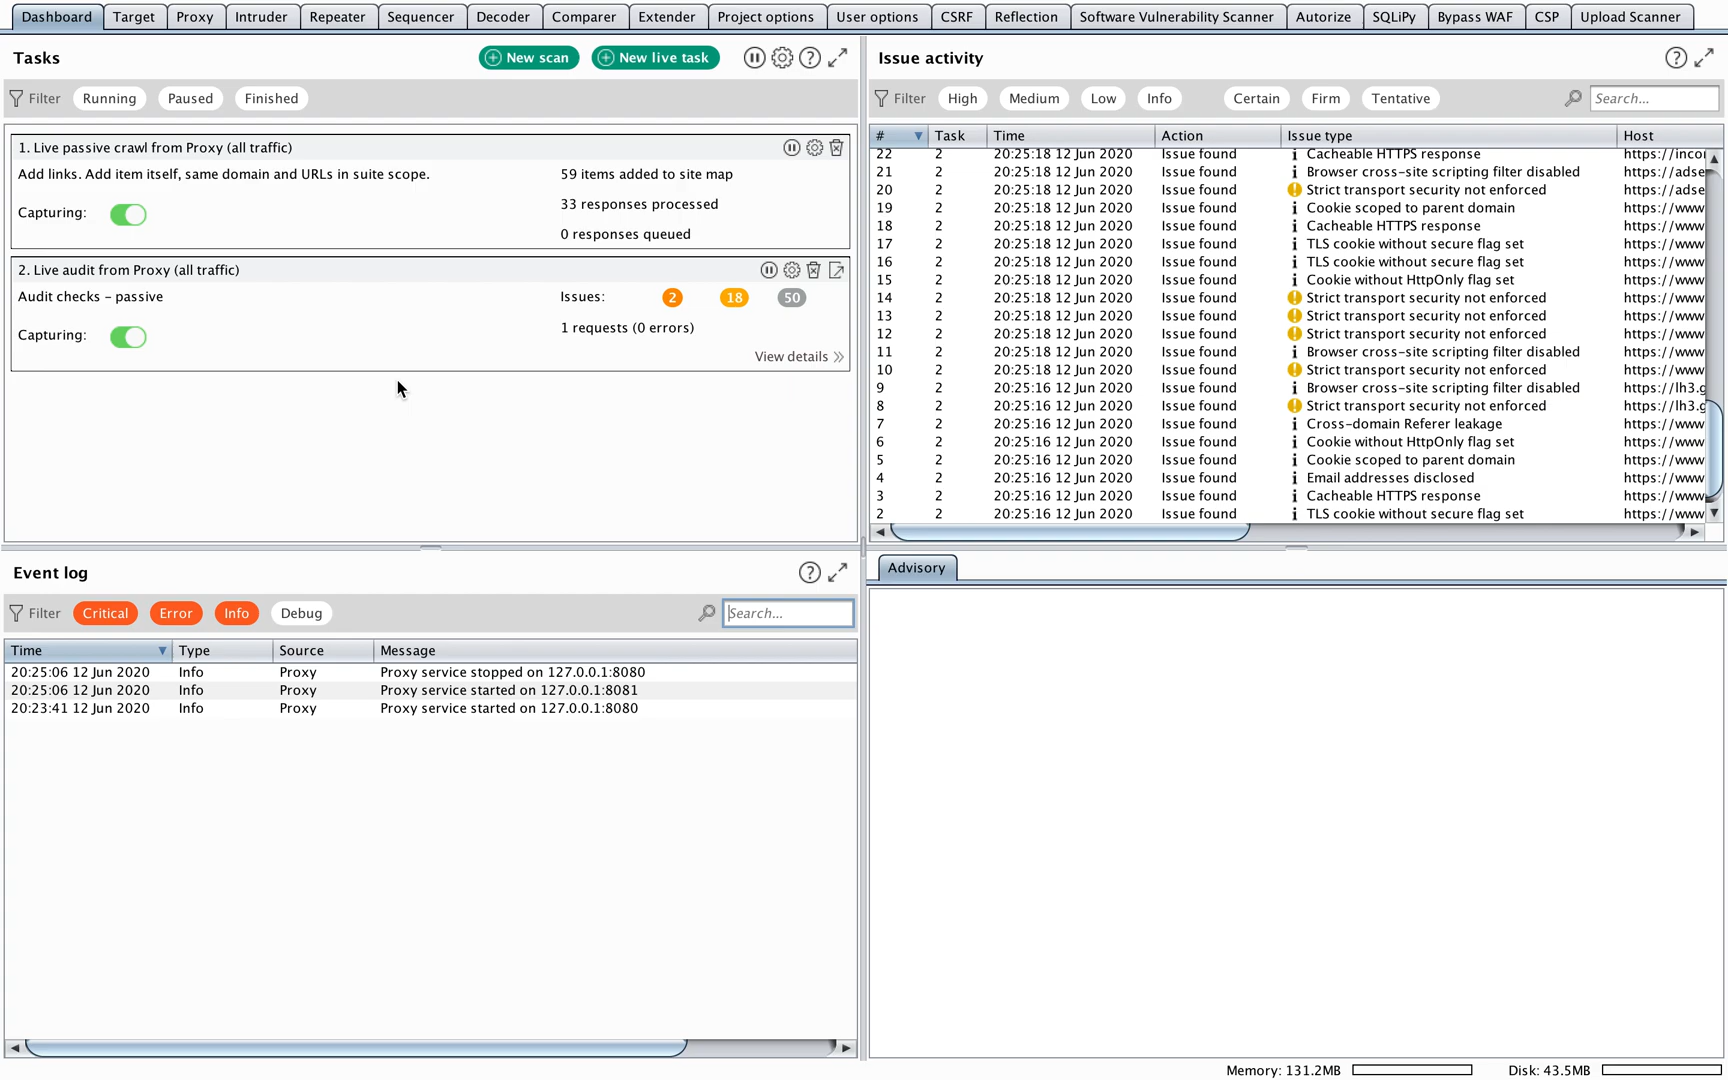 Dashboard Target Proxy Intruder Repeater Sequencer Decoder Comparer Extender Project options User options CSRF Reflection Software Vulnerability Scanner Autorize SQLiPy Bypass WAF CSP Upload Scanner
Tasks
New scan
New live task
Filter Running Paused Finished
1. Live passive crawl from Proxy (all traffic)
Add links. Add item itself, same domain and URLs in suite scope.
59 items added to site map
33 responses processed
Capturing:
0 responses queued
2. Live audit from Proxy (all traffic)
Audit checks – passive
Issues: 2 18 50
1 requests (0 errors)
Capturing:
View details
Issue activity
Filter High Medium Low Info Certain Firm Tentative Search...
# Task Time Action Issue type Host
22 2 20:25:18 12 Jun 2020 Issue found Cacheable HTTPS response https://incor
21 2 20:25:18 12 Jun 2020 Issue found Browser cross-site scripting filter disabled https://adse
20 2 20:25:18 12 Jun 2020 Issue found Strict transport security not enforced https://adse
19 2 20:25:18 12 Jun 2020 Issue found Cookie scoped to parent domain https://www
18 2 20:25:18 12 Jun 2020 Issue found Cacheable HTTPS response https://www
17 2 20:25:18 12 Jun 2020 Issue found TLS cookie without secure flag set https://www
16 2 20:25:18 12 Jun 2020 Issue found TLS cookie without secure flag set https://www
15 2 20:25:18 12 Jun 2020 Issue found Cookie without HttpOnly flag set https://www
14 2 20:25:18 12 Jun 2020 Issue found Strict transport security not enforced https://www
13 2 20:25:18 12 Jun 2020 Issue found Strict transport security not enforced https://www
12 2 20:25:18 12 Jun 2020 Issue found Strict transport security not enforced https://www
11 2 20:25:18 12 Jun 2020 Issue found Browser cross-site scripting filter disabled https://www
10 2 20:25:18 12 Jun 2020 Issue found Strict transport security not enforced https://www
9 2 20:25:16 12 Jun 2020 Issue found Browser cross-site scripting filter disabled https://lh3.g
8 2 20:25:16 12 Jun 2020 Issue found Strict transport security not enforced https://lh3.g
7 2 20:25:16 12 Jun 2020 Issue found Cross-domain Referer leakage https://www
6 2 20:25:16 12 Jun 2020 Issue found Cookie without HttpOnly flag set https://www
5 2 20:25:16 12 Jun 2020 Issue found Cookie scoped to parent domain https://www
4 2 20:25:16 12 Jun 2020 Issue found Email addresses disclosed https://www
3 2 20:25:16 12 Jun 2020 Issue found Cacheable HTTPS response https://www
2 2 20:25:16 12 Jun 2020 Issue found TLS cookie without secure flag set https://www
Event log
Filter Critical Error Info Debug Search...
Time Type Source Message
20:25:06 12 Jun 2020 Info Proxy Proxy service stopped on 127.0.0.1:8080
20:25:06 12 Jun 2020 Info Proxy Proxy service started on 127.0.0.1:8081
20:23:41 12 Jun 2020 Info Proxy Proxy service started on 127.0.0.1:8080
Advisory
Memory: 131.2MB Disk: 43.5MB